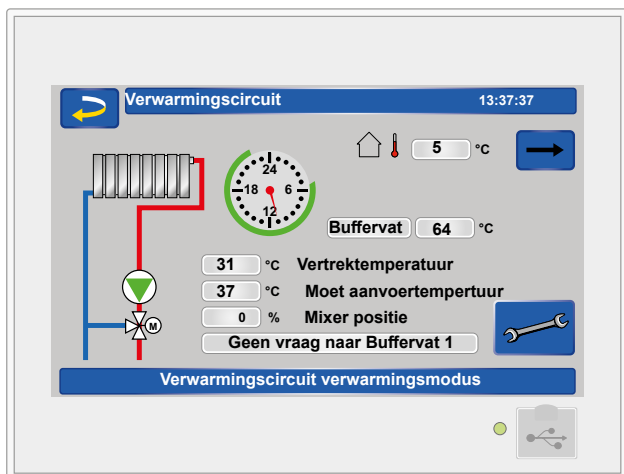 Verwarmingscircuit 13:37:37
5 °C
24
18 6
12
Buffervat 64 °C
31 °C Vertrektemperatuur
37 °C Moet aanvoertempertuur
0 % Mixer positie
M
Geen vraag naar Buffervat 1
Verwarmingscircuit verwarmingsmodus